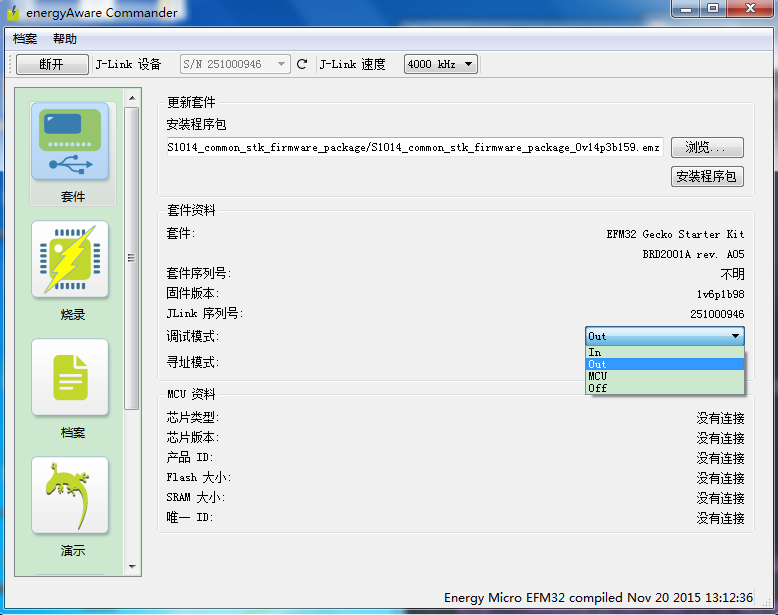 energyAware Commander
档案 帮助
断开 J-Link 设备 S/N 251000946 J-Link 速度 4000 kHz
套件
烧录
档案
演示
更新套件
安装程序包
S1014_common_stk_firmware_package/S1014_common_stk_firmware_package_0v14p3b159.emz
浏览...
安装程序包
套件资料
套件: EFM32 Gecko Starter Kit
BRD2001A rev. A05
套件序列号: 不明
固件版本: 1v6p1b98
JLink 序列号: 251000946
调试模式: Out
In
Out
MCU
Off
寻址模式:
MCU 资料
芯片类型: 没有连接
芯片版本: 没有连接
产品 ID: 没有连接
Flash 大小: 没有连接
SRAM 大小: 没有连接
唯一 ID: 没有连接
Energy Micro EFM32 compiled Nov 20 2015 13:12:36